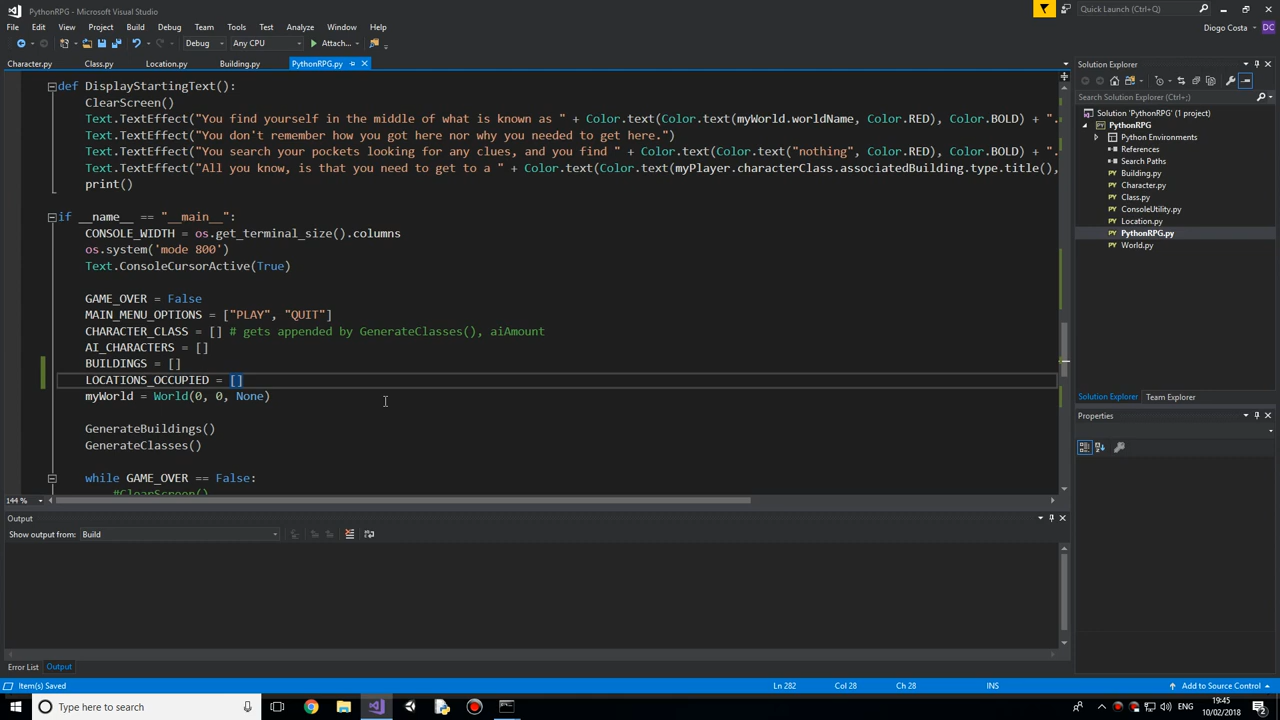 PythonRPG - Microsoft Visual Studio
Quick Launch (Ctrl+Q)
File Edit View Project Build Debug Team Tools Test Analyze Window Help
Diogo Costa DC
Debug Any CPU Attach...
Character.py Class.py Location.py Building.py PythonRPG.py
def DisplayStartingText():
ClearScreen()
Text.TextEffect("You find yourself in the middle of what is known as " + Color.text(Color.text(myWorld.worldName, Color.RED), Color.BOLD) + ".
Text.TextEffect("You don't remember how you got here nor why you needed to get here.")
Text.TextEffect("You search your pockets looking for any clues, and you find " + Color.text(Color.text("nothing", Color.RED), Color.BOLD) + ".
Text.TextEffect("All you know, is that you need to get to a " + Color.text(Color.text(myPlayer.characterClass.associatedBuilding.type.title(),
print()
if __name__ == "__main__":
CONSOLE_WIDTH = os.get_terminal_size().columns
os.system('mode 800')
Text.ConsoleCursorActive(True)
GAME_OVER = False
MAIN_MENU_OPTIONS = ["PLAY", "QUIT"]
CHARACTER_CLASS = [] # gets appended by GenerateClasses(), aiAmount
AI_CHARACTERS = []
BUILDINGS = []
LOCATIONS_OCCUPIED = []
myWorld = World(0, 0, None)
GenerateBuildings()
GenerateClasses()
while GAME_OVER == False:
#ClearScreen()
144 %
Output
Show output from: Build
Error List Output
Solution Explorer
Search Solution Explorer (Ctrl+;)
Solution 'PythonRPG' (1 project)
PythonRPG
Python Environments
References
Search Paths
Building.py
Character.py
Class.py
ConsoleUtility.py
Location.py
PythonRPG.py
World.py
Solution Explorer Team Explorer
Properties
Item(s) Saved Ln 282 Col 28 Ch 28 INS Add to Source Control
Type here to search
ENG
19:45
10/02/2018
2